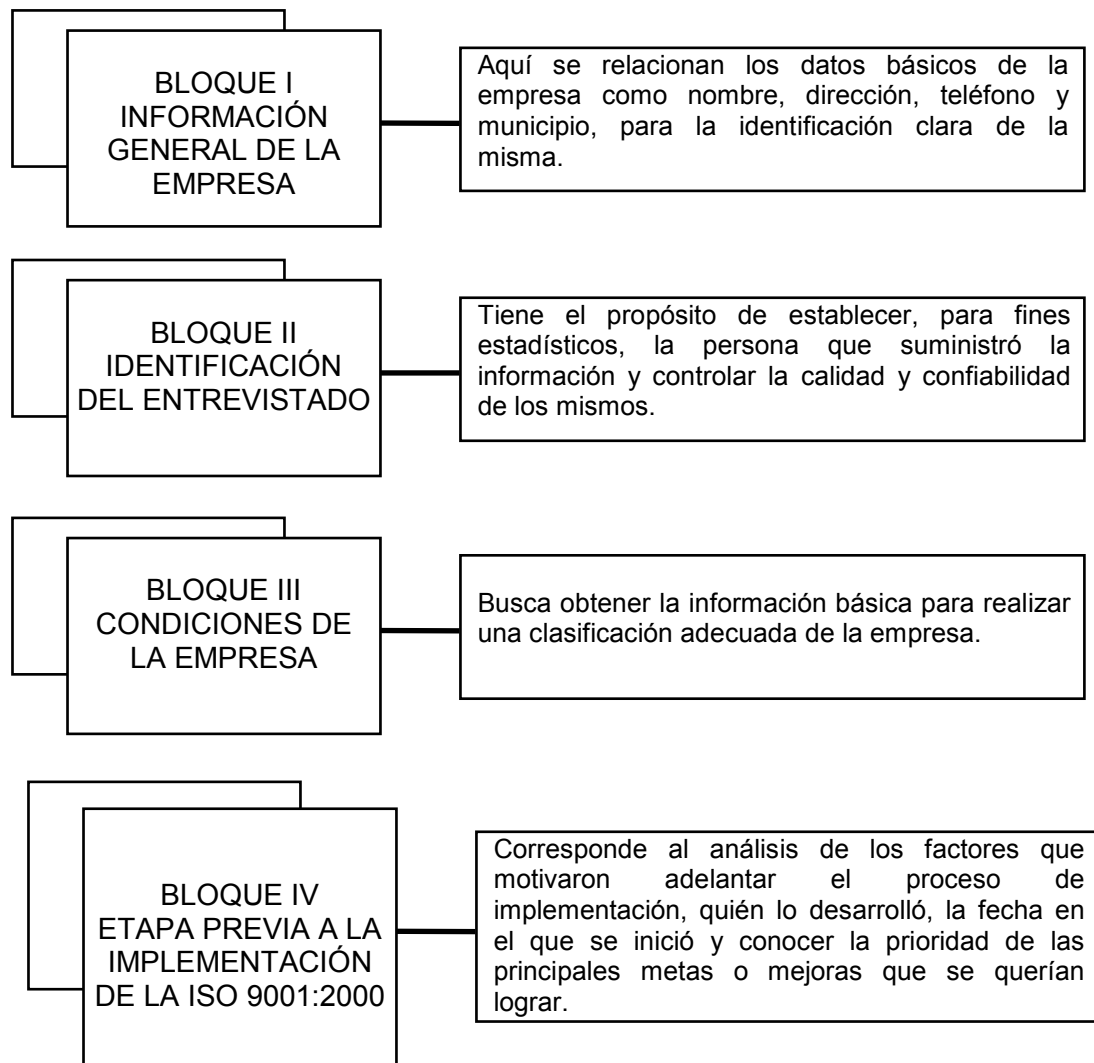 BLOQUE I
INFORMACIÓN
GENERAL DE LA
EMPRESA
Aquí se relacionan los datos básicos de la
empresa como nombre, dirección, teléfono y
municipio, para la identificación clara de la
misma.
BLOQUE II
IDENTIFICACIÓN
DEL ENTREVISTADO
Tiene el propósito de establecer, para fines
estadísticos, la persona que suministró la
información y controlar la calidad y confiabilidad
de los mismos.
BLOQUE III
CONDICIONES DE
LA EMPRESA
Busca obtener la información básica para realizar
una clasificación adecuada de la empresa.
BLOQUE IV
ETAPA PREVIA A LA
IMPLEMENTACIÓN
DE LA ISO 9001:2000
Corresponde al análisis de los factores que
motivaron adelantar el proceso de
implementación, quién lo desarrolló, la fecha en
el que se inició y conocer la prioridad de las
principales metas o mejoras que se querían
lograr.